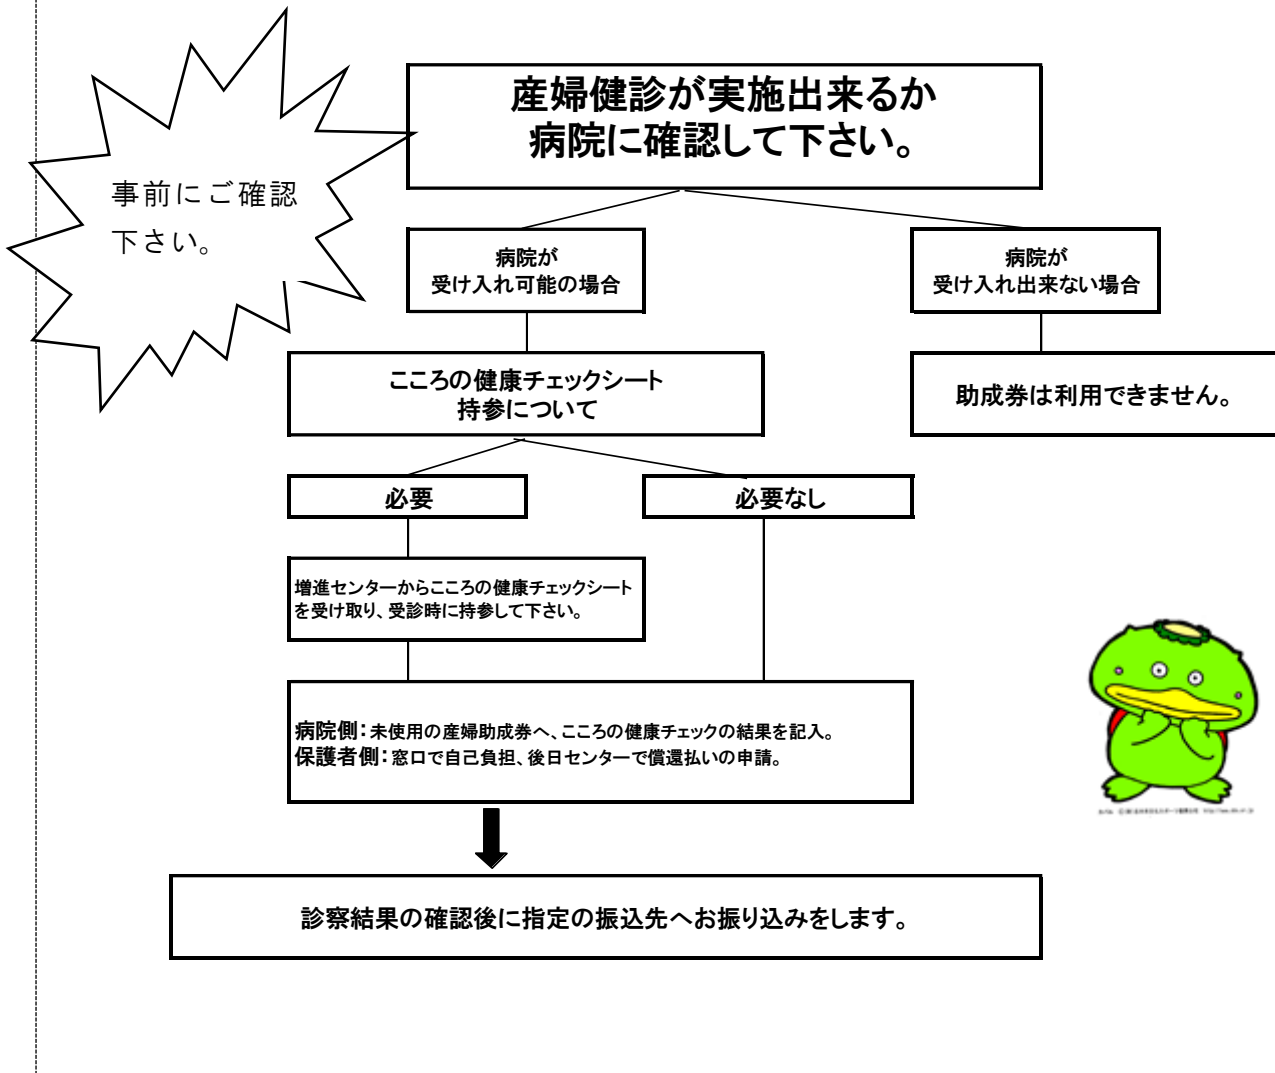 産婦健診が実施出来るか
病院に確認して下さい。
事前にご確認
下さい。
病院が
受け入れ可能の場合
病院が
受け入れ出来ない場合
こころの健康チェックシート
持参について
助成券は利用できません。
必要
必要なし
増進センターからこころの健康チェックシート
を受け取り、受診時に持参して下さい。
病院側：未使用の産婦助成券へ、こころの健康チェックの結果を記入。
保護者側：窓口で自己負担、後日センターで償還払いの申請。
診察結果の確認後に指定の振込先へお振り込みをします。